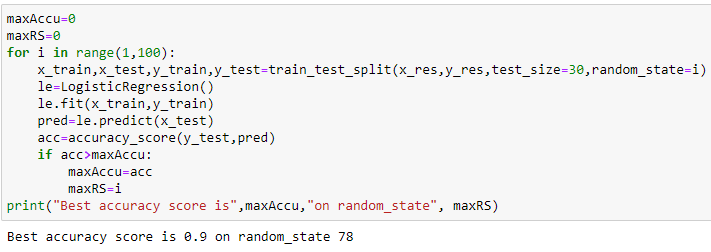 maxAccu=0
maxRS=0
for i in range(1,100):
    x_train,x_test,y_train,y_test=train_test_split(x_res,y_res,test_size=30,random_state=i)
    le=LogisticRegression()
    le.fit(x_train,y_train)
    pred=le.predict(x_test)
    acc=accuracy_score(y_test,pred)
    if acc>maxAccu:
        maxAccu=acc
        maxRS=i
print("Best accuracy score is",maxAccu,"on random_state", maxRS)
Best accuracy score is 0.9 on random_state 78